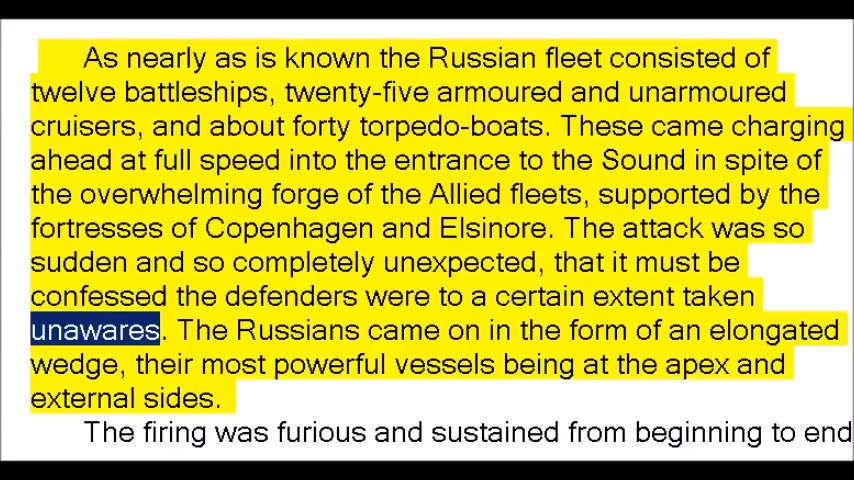 As nearly as is known the Russian fleet consisted of
twelve battleships, twenty-five armoured and unarmoured
cruisers, and about forty torpedo-boats. These came charging
ahead at full speed into the entrance to the Sound in spite of
the overwhelming forge of the Allied fleets, supported by the
fortresses of Copenhagen and Elsinore. The attack was so
sudden and so completely unexpected, that it must be
confessed the defenders were to a certain extent taken
unawares. The Russians came on in the form of an elongated
wedge, their most powerful vessels being at the apex and
external sides.
The firing was furious and sustained from beginning to end